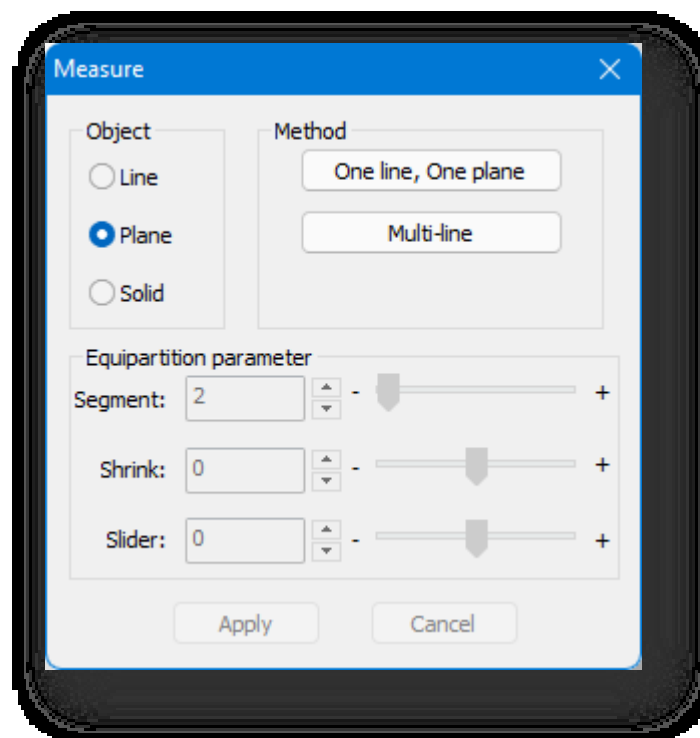 Measure
Object
Line
Plane
Solid
Method
One line, One plane
Multi-line
Equipartition parameter
Segment: 2 - +
Shrink: 0 - +
Slider: 0 - +
Apply Cancel